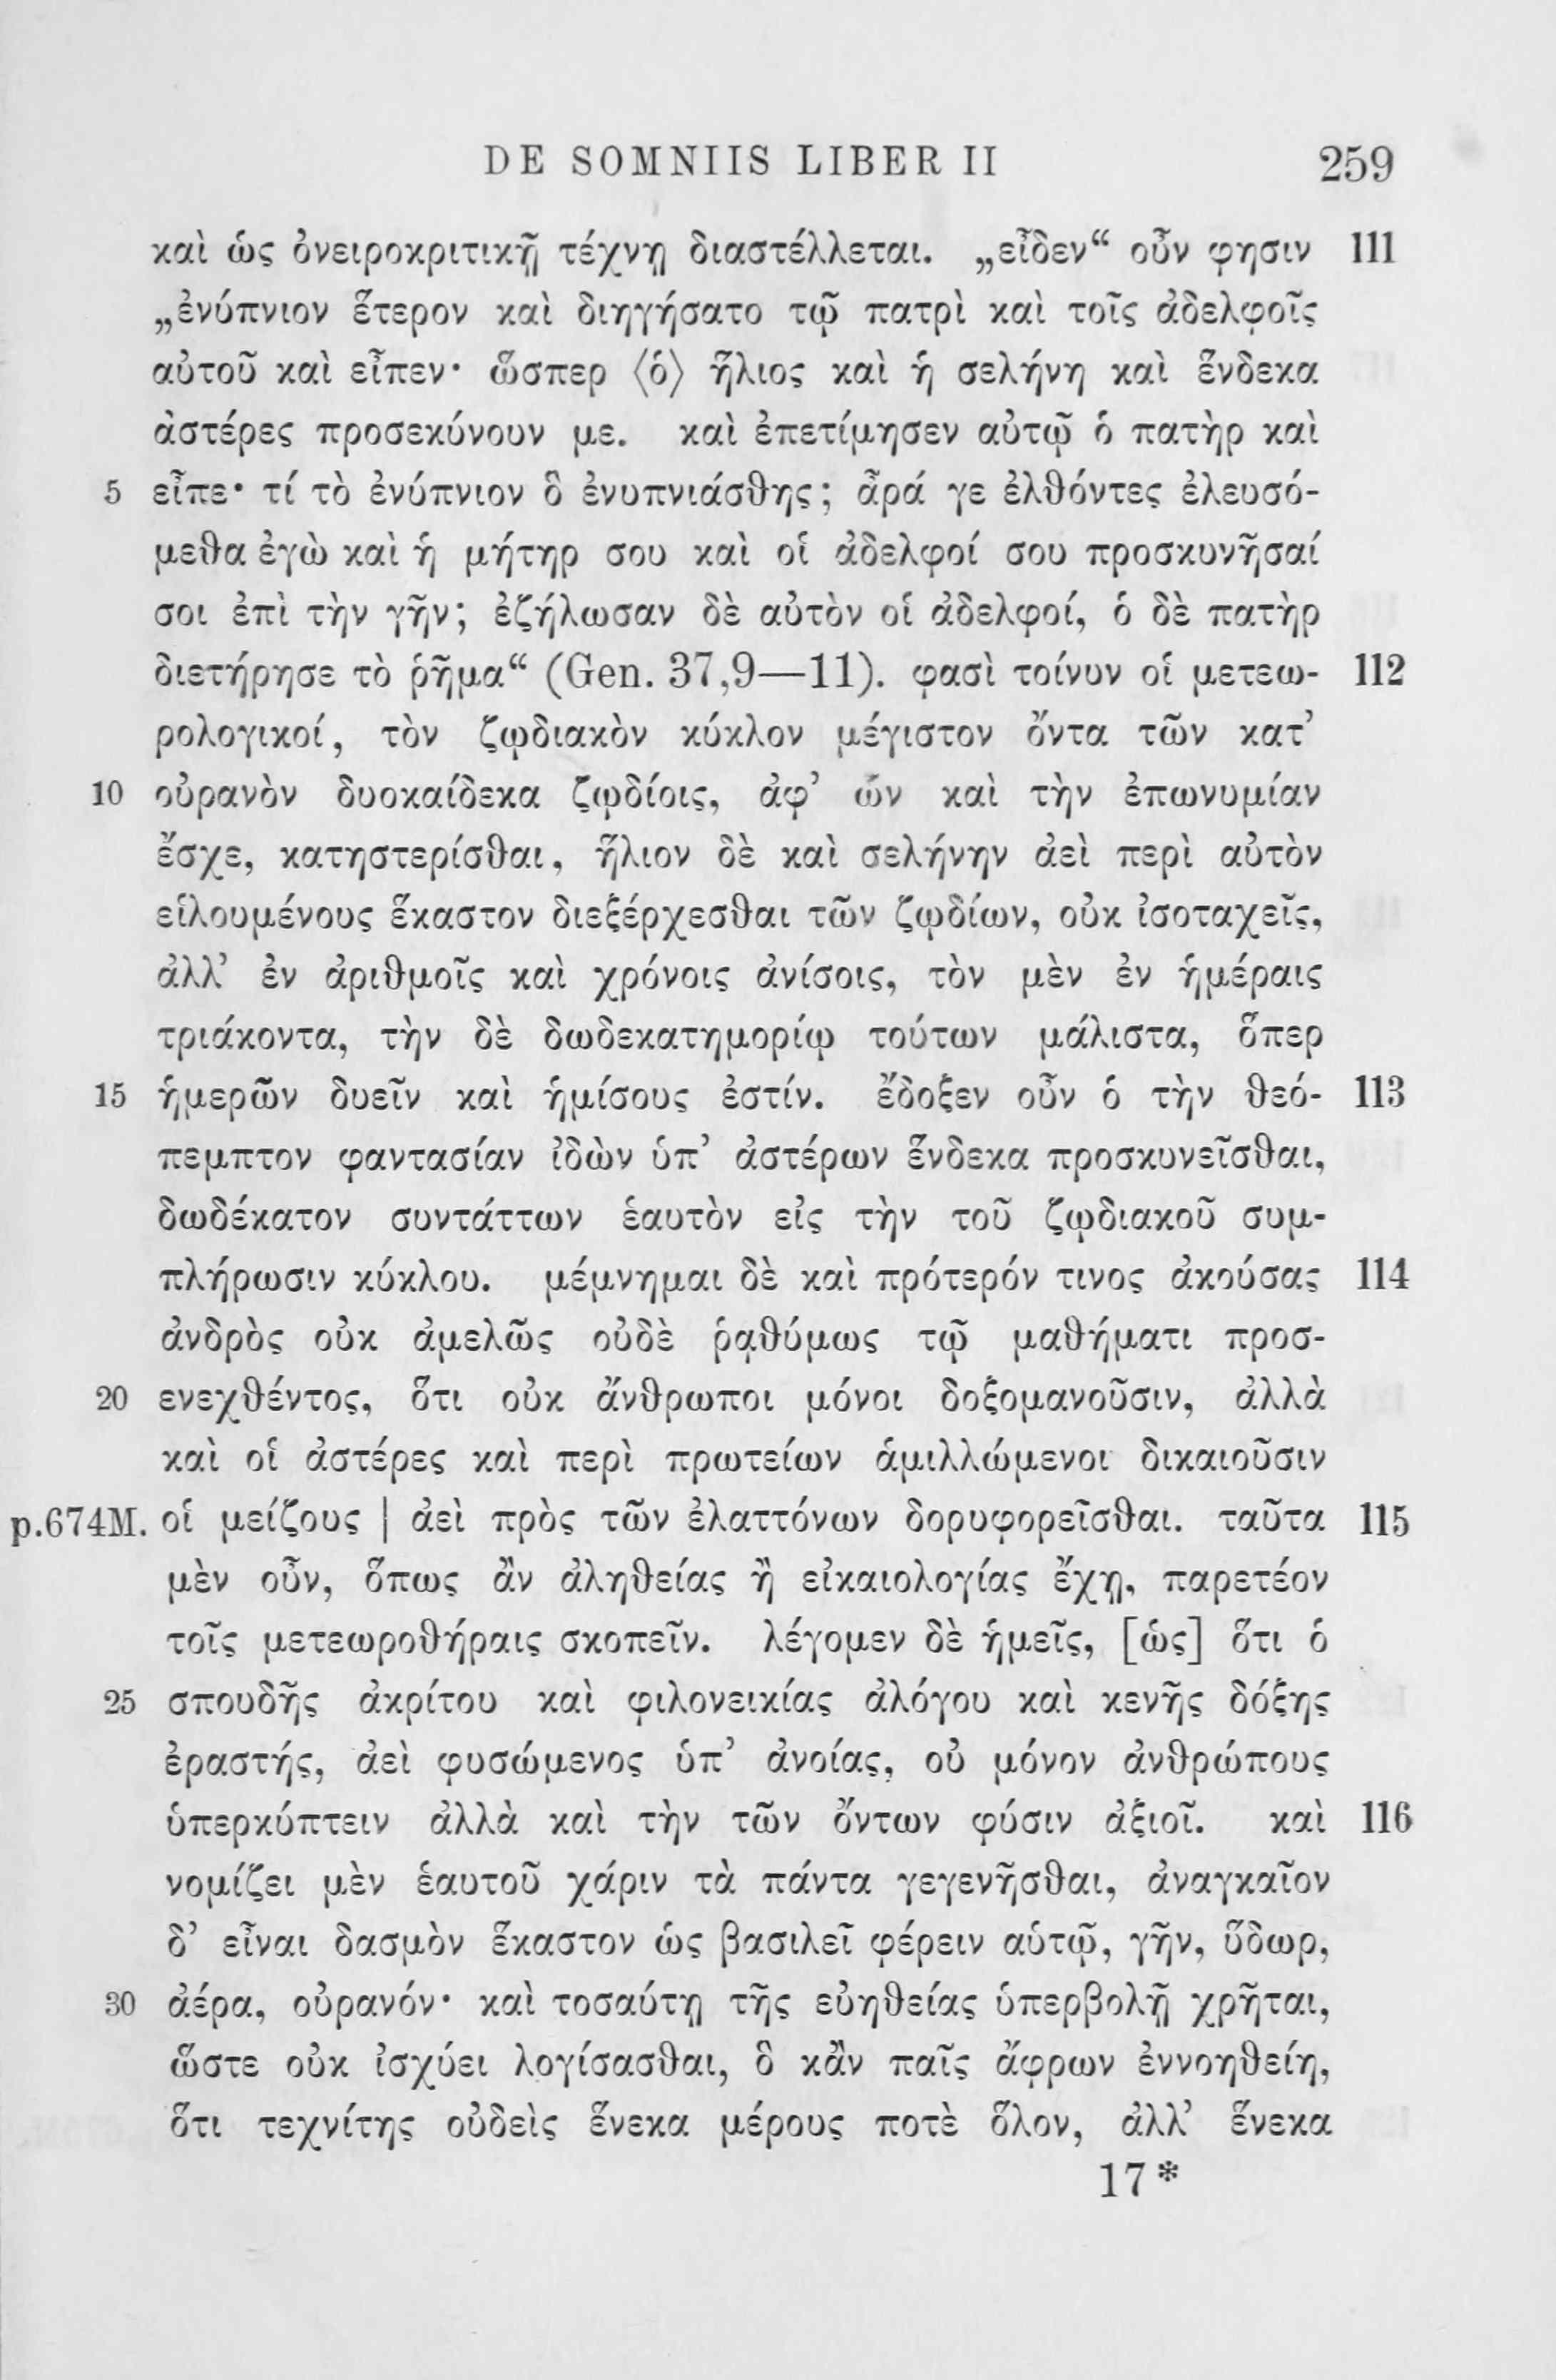 DE SOMNIIS LIBER II 259
καὶ ὡς ὀνειροκριτικῇ τέχνῃ διαστέλλεται. „εἶδεν“ οὖν φησιν 111
„ἐνύπνιον ἕτερον καὶ διηγήσατο τῷ πατρὶ καὶ τοῖς ἀδελφοῖς
αὐτοῦ καὶ εἶπεν· ὥσπερ ⟨ὁ⟩ ἥλιος καὶ ἡ σελήνη καὶ ἕνδεκα
ἀστέρες προσεκύνουν με. καὶ ἐπετίμησεν αὐτῷ ὁ πατὴρ καὶ
5 εἶπε· τί τὸ ἐνύπνιον ὃ ἐνυπνιάσθης; ἆρά γε ἐλθόντες ἐλευσό-
μεθα ἐγὼ καὶ ἡ μήτηρ σου καὶ οἱ ἀδελφοί σου προσκυνῆσαί
σοι ἐπὶ τὴν γῆν; ἐζήλωσαν δὲ αὐτὸν οἱ ἀδελφοί, ὁ δὲ πατὴρ
διετήρησε τὸ ῥῆμα“ (Gen. 37,9—11). φασὶ τοίνυν οἱ μετεω- 112
ρολογικοί, τὸν ζῳδιακὸν κύκλον μέγιστον ὄντα τῶν κατ’
10 οὐρανὸν δυοκαίδεκα ζῳδίοις, ἀφ’ ὧν καὶ τὴν ἐπωνυμίαν
ἔσχε, κατηστερίσθαι, ἥλιον δὲ καὶ σελήνην ἀεὶ περὶ αὐτὸν
εἱλουμένους ἕκαστον διεξέρχεσθαι τῶν ζῳδίων, οὐκ ἰσοταχεῖς,
ἀλλ’ ἐν ἀριθμοῖς καὶ χρόνοις ἀνίσοις, τὸν μὲν ἐν ἡμέραις
τριάκοντα, τὴν δὲ δωδεκατημορίῳ τούτων μάλιστα, ὅπερ
15 ἡμερῶν δυεῖν καὶ ἡμίσους ἐστίν. ἔδοξεν οὖν ὁ τὴν θεό- 113
πεμπτον φαντασίαν ἰδὼν ὑπ’ ἀστέρων ἕνδεκα προσκυνεῖσθαι,
δωδέκατον συντάττων ἑαυτὸν εἰς τὴν τοῦ ζῳδιακοῦ συμ-
πλήρωσιν κύκλου. μέμνημαι δὲ καὶ πρότερόν τινος ἀκούσας 114
ἀνδρὸς οὐκ ἀμελῶς οὐδὲ ῥᾳθύμως τῷ μαθήματι προσ-
20 ενεχθέντος, ὅτι οὐκ ἄνθρωποι μόνοι δοξομανοῦσιν, ἀλλὰ
καὶ οἱ ἀστέρες καὶ περὶ πρωτείων ἁμιλλώμενοι δικαιοῦσιν
p.674M. οἱ μείζους | ἀεὶ πρὸς τῶν ἐλαττόνων δορυφορεῖσθαι. ταῦτα 115
μὲν οὖν, ὅπως ἂν ἀληθείας ἢ εἰκαιολογίας ἔχῃ, παρετέον
τοῖς μετεωροθήραις σκοπεῖν. λέγομεν δὲ ἡμεῖς, [ὡς] ὅτι ὁ
25 σπουδῆς ἀκρίτου καὶ φιλονεικίας ἀλόγου καὶ κενῆς δόξης
ἐραστής, ἀεὶ φυσώμενος ὑπ’ ἀνοίας, οὐ μόνον ἀνθρώπους
ὑπερκύπτειν ἀλλὰ καὶ τὴν τῶν ὄντων φύσιν ἀξιοῖ. καὶ 116
νομίζει μὲν ἑαυτοῦ χάριν τὰ πάντα γεγενῆσθαι, ἀναγκαῖον
δ’ εἶναι δασμὸν ἕκαστον ὡς βασιλεῖ φέρειν αὑτῷ, γῆν, ὕδωρ,
30 ἀέρα, οὐρανόν· καὶ τοσαύτῃ τῆς εὐηθείας ὑπερβολῇ χρῆται,
ὥστε οὐκ ἰσχύει λογίσασθαι, ὃ κἂν παῖς ἄφρων ἐννοηθείη,
ὅτι τεχνίτης οὐδεὶς ἕνεκα μέρους ποτὲ ὅλον, ἀλλ’ ἕνεκα
17*